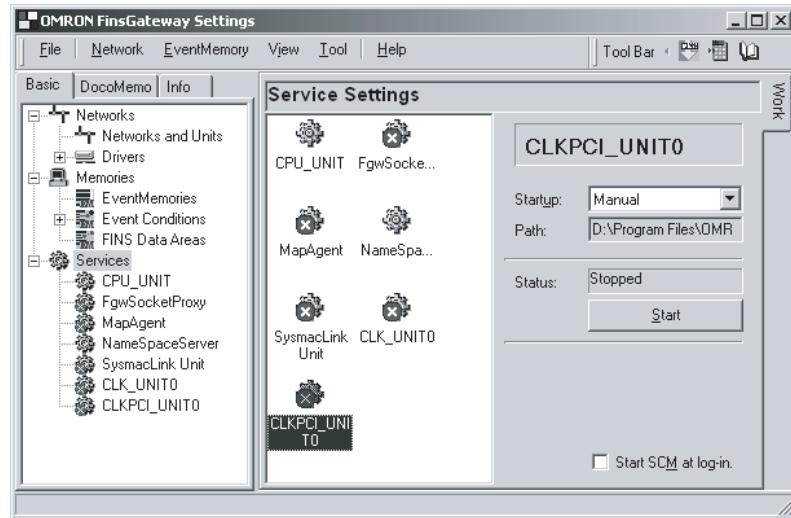 OMRON FinsGateway Settings
File Network EventMemory View Tool Help Tool Bar
Basic DocoMemo Info
Networks
Networks and Units
Drivers
Memories
EventMemories
Event Conditions
FINS Data Areas
Services
CPU_UNIT
FgwSocketProxy
MapAgent
NameSpaceServer
SysmacLink Unit
CLK_UNIT0
CLKPCI_UNIT0
Service Settings
CPU_UNIT FgwSocke...
MapAgent NameSpa...
SysmacLink Unit CLK_UNIT0
CLKPCI_UNI
T0
CLKPCI_UNIT0
Startup: Manual
Path: D:\Program Files\OMR
Status: Stopped
Start
Start SCM at log-in.
Work